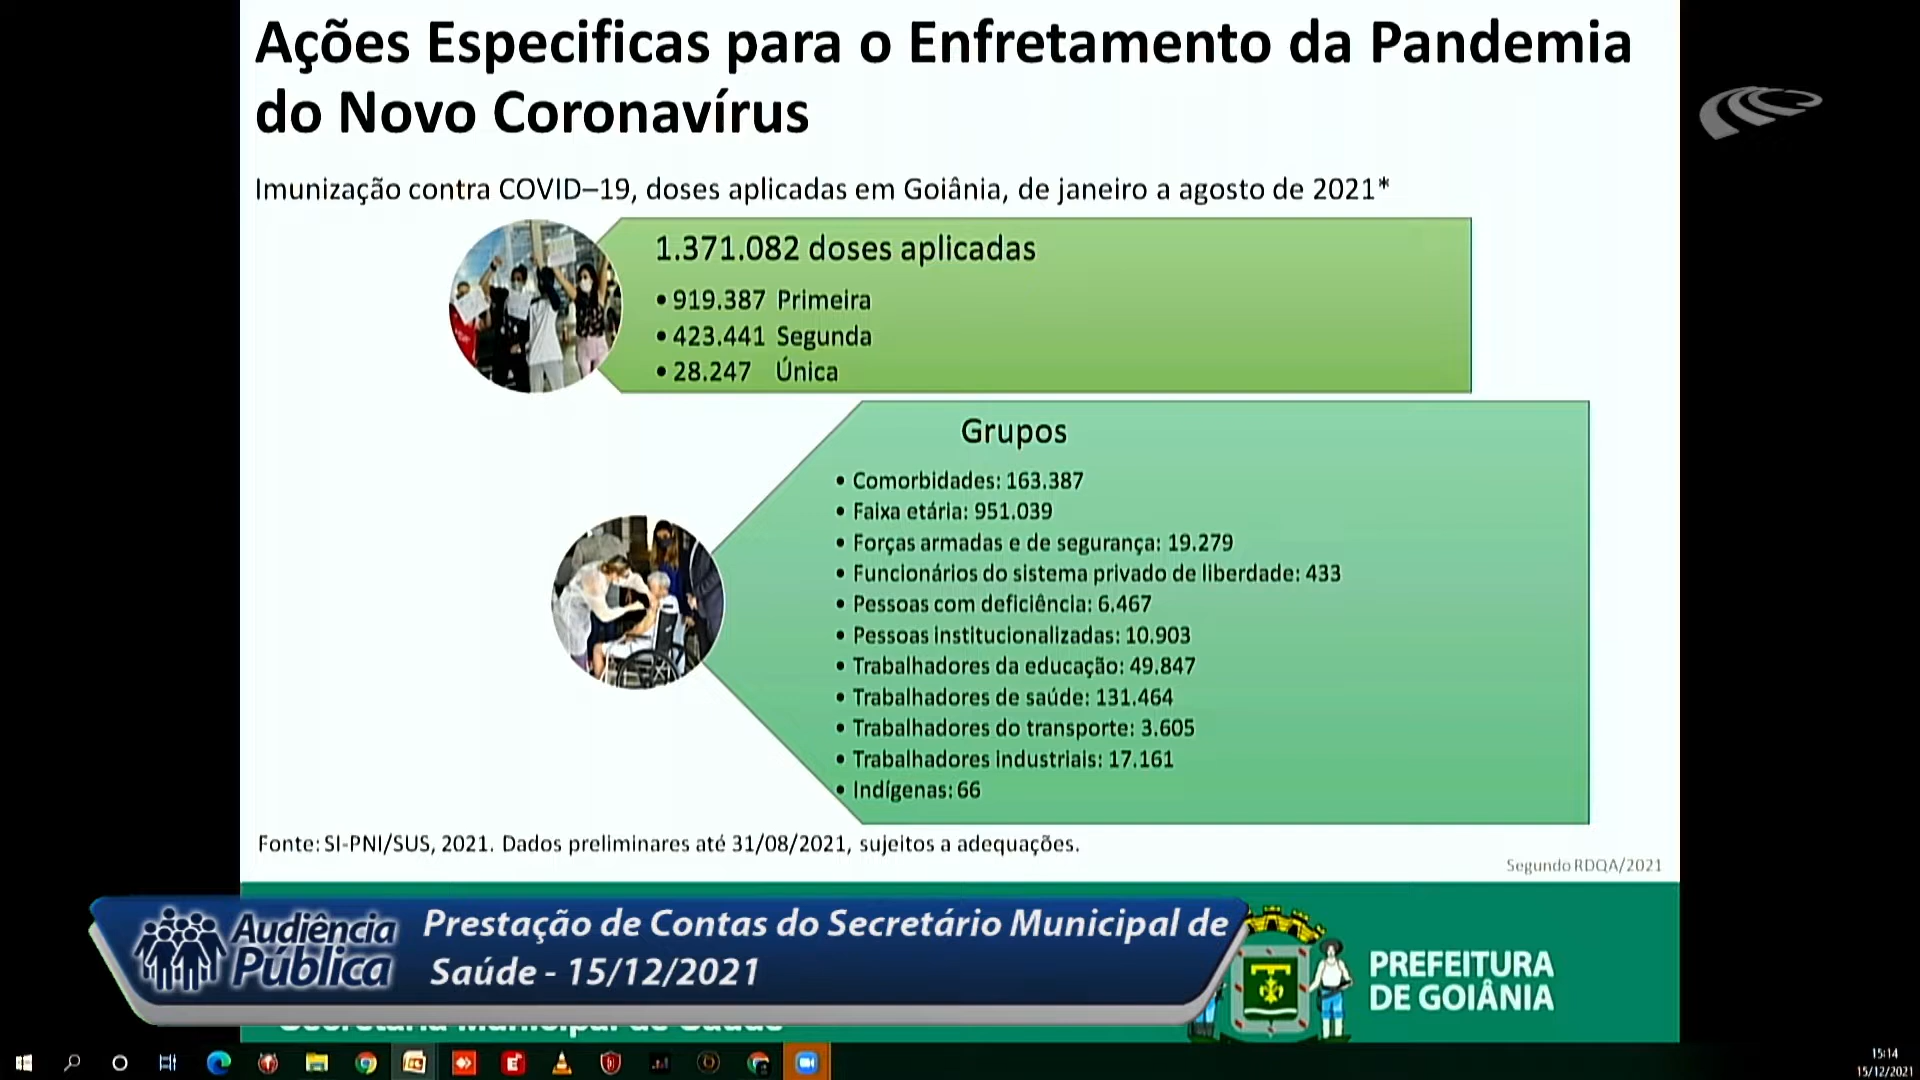 Ações Especificas para o Enfretamento da Pandemia
do Novo Coronavírus
Imunização contra COVID–19, doses aplicadas em Goiânia, de janeiro a agosto de 2021*
1.371.082 doses aplicadas
• 919.387 Primeira
• 423.441 Segunda
• 28.247 Única
Grupos
• Comorbidades: 163.387
• Faixa etária: 951.039
• Forças armadas e de segurança: 19.279
• Funcionários do sistema privado de liberdade: 433
• Pessoas com deficiência: 6.467
• Pessoas institucionalizadas: 10.903
• Trabalhadores da educação: 49.847
• Trabalhadores de saúde: 131.464
• Trabalhadores do transporte: 3.605
• Trabalhadores industriais: 17.161
• Indígenas: 66
Fonte: SI-PNI/SUS, 2021. Dados preliminares até 31/08/2021, sujeitos a adequações.
Segundo RDQA/2021
Audiência
Pública
Prestação de Contas do Secretário Municipal de
Saúde - 15/12/2021
PREFEITURA
DE GOIÂNIA
15:14
15/12/2021